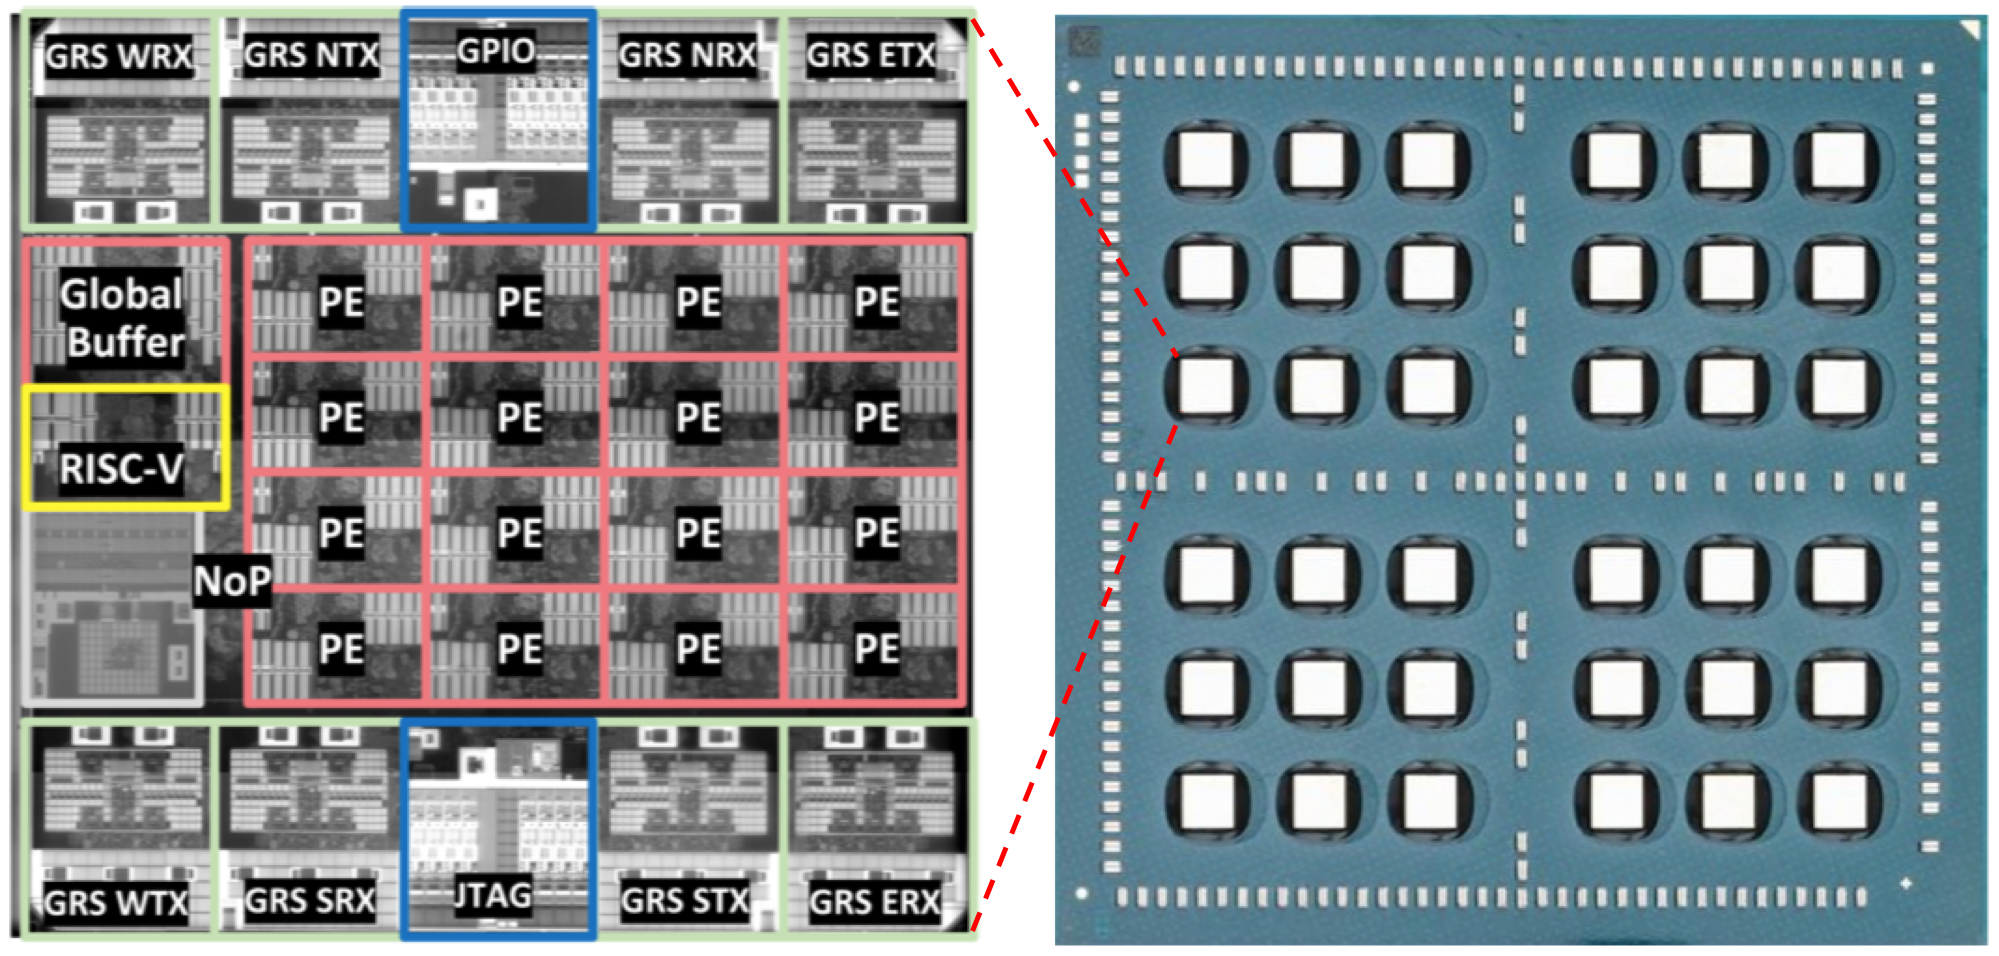 GRS WRX
GRS NTX
GPIO
GRS NRX
GRS ETX
Global
Buffer
PE
PE
PE
PE
RISC-V
PE
PE
PE
PE
NoP
PE
PE
PE
PE
PE
PE
PE
PE
GRS WTX
GRS SRX
JTAG
GRS STX
GRS ERX